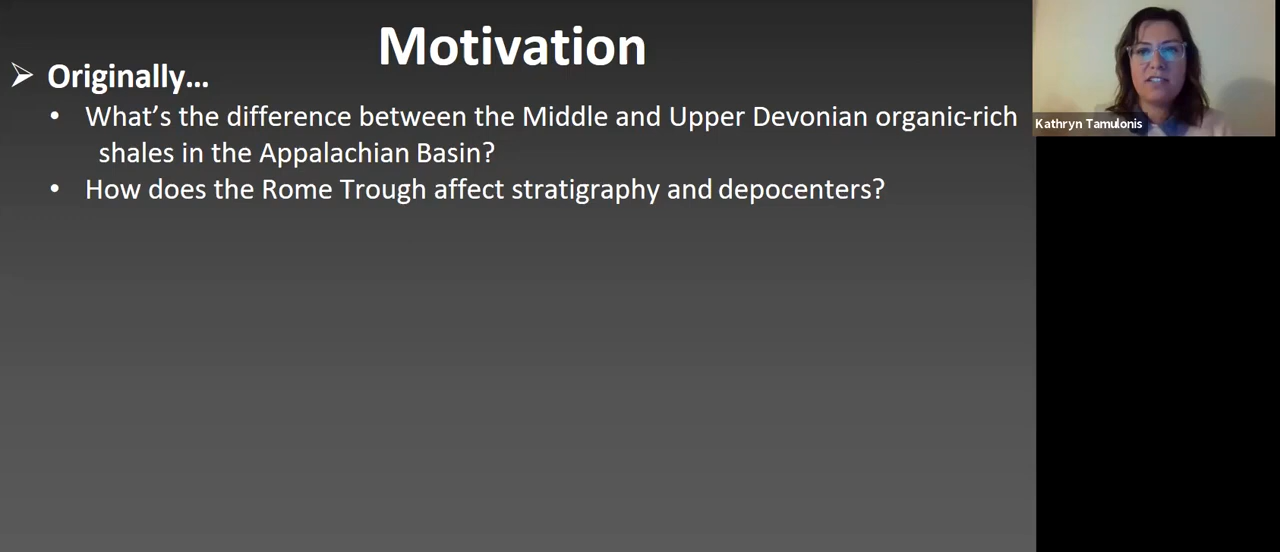 Motivation
➢ Originally...
• What's the difference between the Middle and Upper Devonian organic-rich
shales in the Appalachian Basin?
• How does the Rome Trough affect stratigraphy and depocenters?
Kathryn Tamulonis